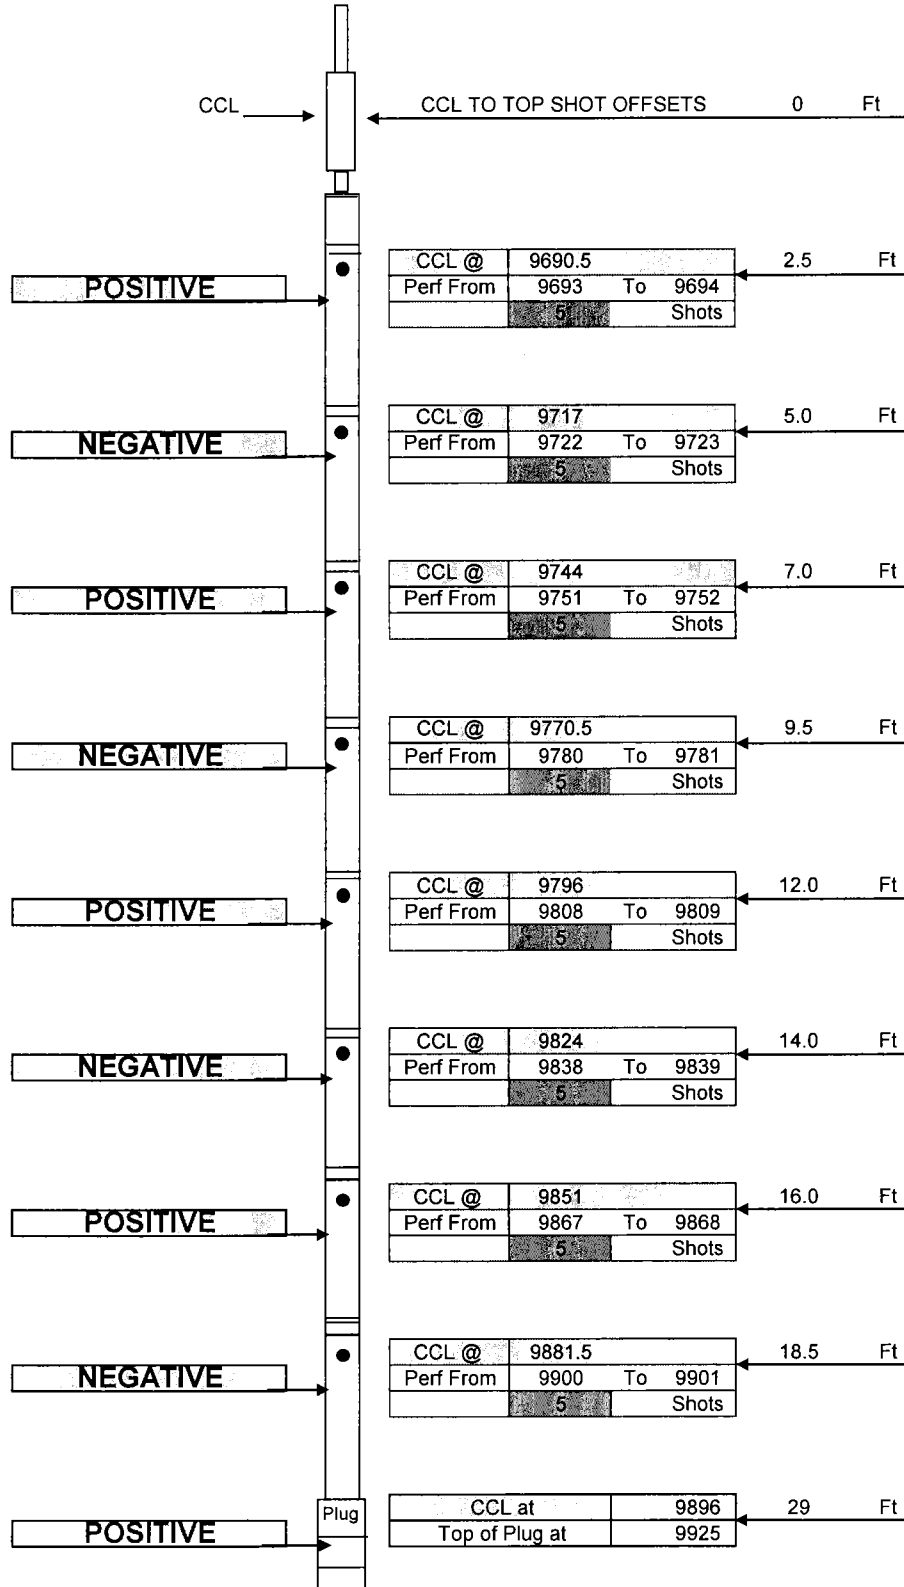 CCL CCL TO TOP SHOT OFFSETS 0 Ft
CCL @ 9690.5 2.5 Ft
POSITIVE Perf From 9693 To 9694
5 Shots
CCL @ 9717 5.0 Ft
NEGATIVE Perf From 9722 To 9723
5 Shots
CCL @ 9744 7.0 Ft
POSITIVE Perf From 9751 To 9752
5 Shots
CCL @ 9770.5 9.5 Ft
NEGATIVE Perf From 9780 To 9781
5 Shots
CCL @ 9796 12.0 Ft
POSITIVE Perf From 9808 To 9809
5 Shots
CCL @ 9824 14.0 Ft
NEGATIVE Perf From 9838 To 9839
5 Shots
CCL @ 9851 16.0 Ft
POSITIVE Perf From 9867 To 9868
5 Shots
CCL @ 9881.5 18.5 Ft
NEGATIVE Perf From 9900 To 9901
5 Shots
Plug CCL at 9896 29 Ft
POSITIVE Top of Plug at 9925